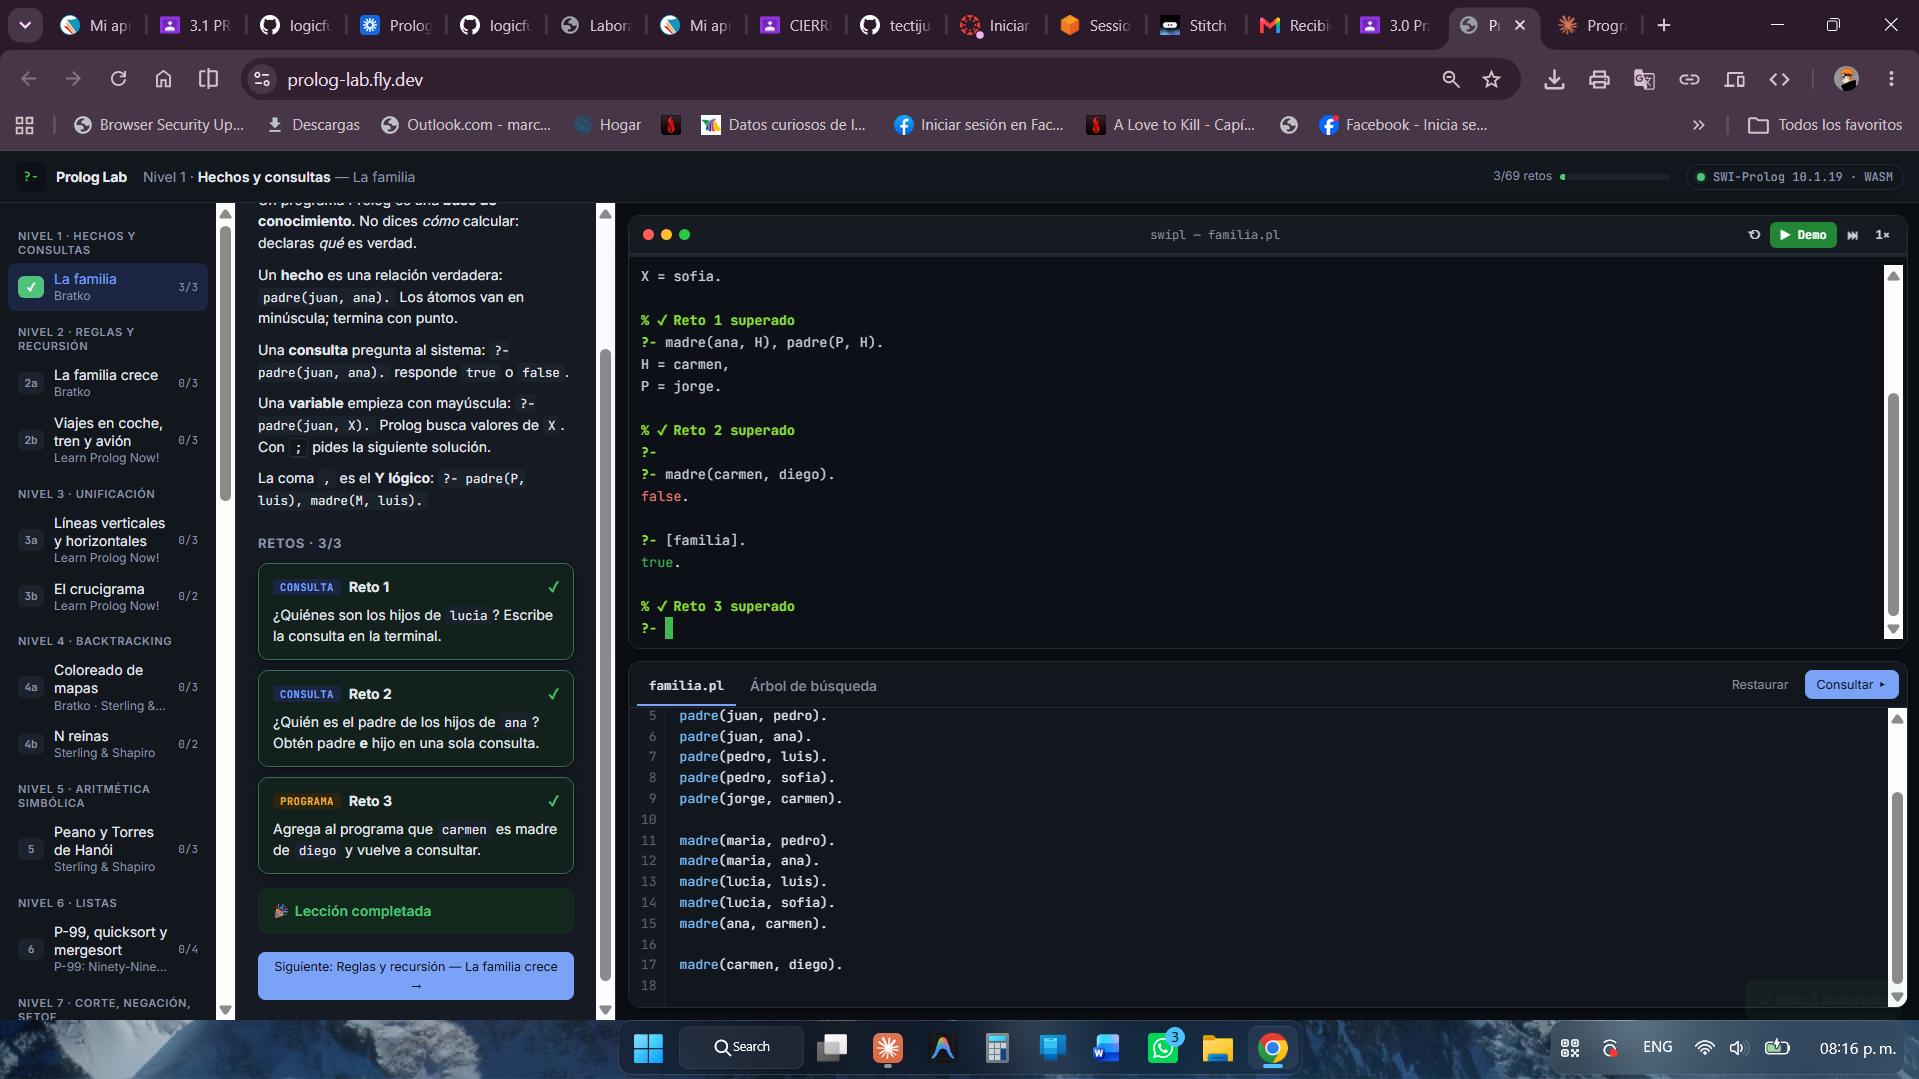 Mi ap
3.1 PR
logicfu
Prolog
logicfu
Labora
Mi ap
CIERR
tectiju
Iniciar
Sessio
Stitch
Recibi
3.0 Pr
P
Progra
prolog-lab.fly.dev
Browser Security Up...
Descargas
Outlook.com - marc...
Hogar
Datos curiosos de l...
Iniciar sesión en Fac...
A Love to Kill - Capí...
Facebook - Inicia se...
Todos los favoritos
?- Prolog Lab Nivel 1 · Hechos y consultas — La familia
3/69 retos
SWI-Prolog 10.1.19 · WASM
NIVEL 1 · HECHOS Y
CONSULTAS
La familia 3/3
Bratko
NIVEL 2 · REGLAS Y
RECURSIÓN
2a La familia crece 0/3
Bratko
Viajes en coche,
2b tren y avión 0/3
Learn Prolog Now!
NIVEL 3 · UNIFICACIÓN
Líneas verticales
3a y horizontales 0/3
Learn Prolog Now!
3b El crucigrama 0/2
Learn Prolog Now!
NIVEL 4 · BACKTRACKING
Coloreado de
4a mapas 0/3
Bratko · Sterling &...
4b N reinas 0/2
Sterling & Shapiro
NIVEL 5 · ARITMÉTICA
SIMBÓLICA
Peano y Torres
5 de Hanói 0/3
Sterling & Shapiro
NIVEL 6 · LISTAS
P-99, quicksort y
6 mergesort 0/4
P-99: Ninety-Nine...
NIVEL 7 · CORTE, NEGACIÓN,
SETOF
Un programa Prolog es una base de
conocimiento. No dices cómo calcular:
declaras qué es verdad.
Un hecho es una relación verdadera:
padre(juan, ana). Los átomos van en
minúscula; termina con punto.
Una consulta pregunta al sistema: ?-
padre(juan, ana). responde true o false.
Una variable empieza con mayúscula: ?-
padre(juan, X). Prolog busca valores de X.
Con ; pides la siguiente solución.
La coma , es el Y lógico: ?- padre(P,
luis), madre(M, luis).
RETOS · 3/3
CONSULTA Reto 1 ✓
¿Quiénes son los hijos de lucia? Escribe
la consulta en la terminal.
CONSULTA Reto 2 ✓
¿Quién es el padre de los hijos de ana?
Obtén padre e hijo en una sola consulta.
PROGRAMA Reto 3 ✓
Agrega al programa que carmen es madre
de diego y vuelve a consultar.
Lección completada
Siguiente: Reglas y recursión — La familia crece
→
swipl — familia.pl
Demo
1×
X = sofia.
% ✓ Reto 1 superado
?- madre(ana, H), padre(P, H).
H = carmen,
P = jorge.
% ✓ Reto 2 superado
?-
?- madre(carmen, diego).
false.
?- [familia].
true.
% ✓ Reto 3 superado
?-
familia.pl Árbol de búsqueda
Restaurar
Consultar ▸
5 padre(juan, pedro).
6 padre(juan, ana).
7 padre(pedro, luis).
8 padre(pedro, sofia).
9 padre(jorge, carmen).
10
11 madre(maria, pedro).
12 madre(maria, ana).
13 madre(lucia, luis).
14 madre(lucia, sofia).
15 madre(ana, carmen).
16
17 madre(carmen, diego).
18
✓ Reto 3 superado
Search
3
ENG
08:16 p. m.